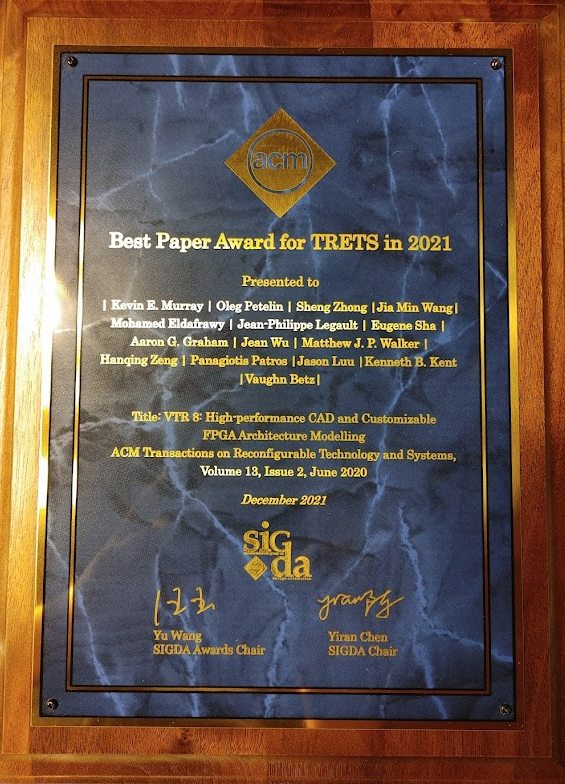 acm
Best Paper Award for TRETS in 2021
Presented to
| Kevin E. Murray | Oleg Petelin | Sheng Zhong |Jia Min Wang|
Mohamed Eldafrawy | Jean-Philippe Legault | Eugene Sha |
Aaron G. Graham | Jean Wu | Matthew J. P. Walker |
Hanqing Zeng | Panagiotis Patros |Jason Luu |Kenneth B. Kent
|Vaughn Betz|
Title: VTR 8: High-performance CAD and Customizable
FPGA Architecture Modelling
ACM Transactions on Reconfigurable Technology and Systems,
Volume 13, Issue 2, June 2020
December 2021
sigda
Yu Wang
SIGDA Awards Chair
Yiran Chen
SIGDA Chair